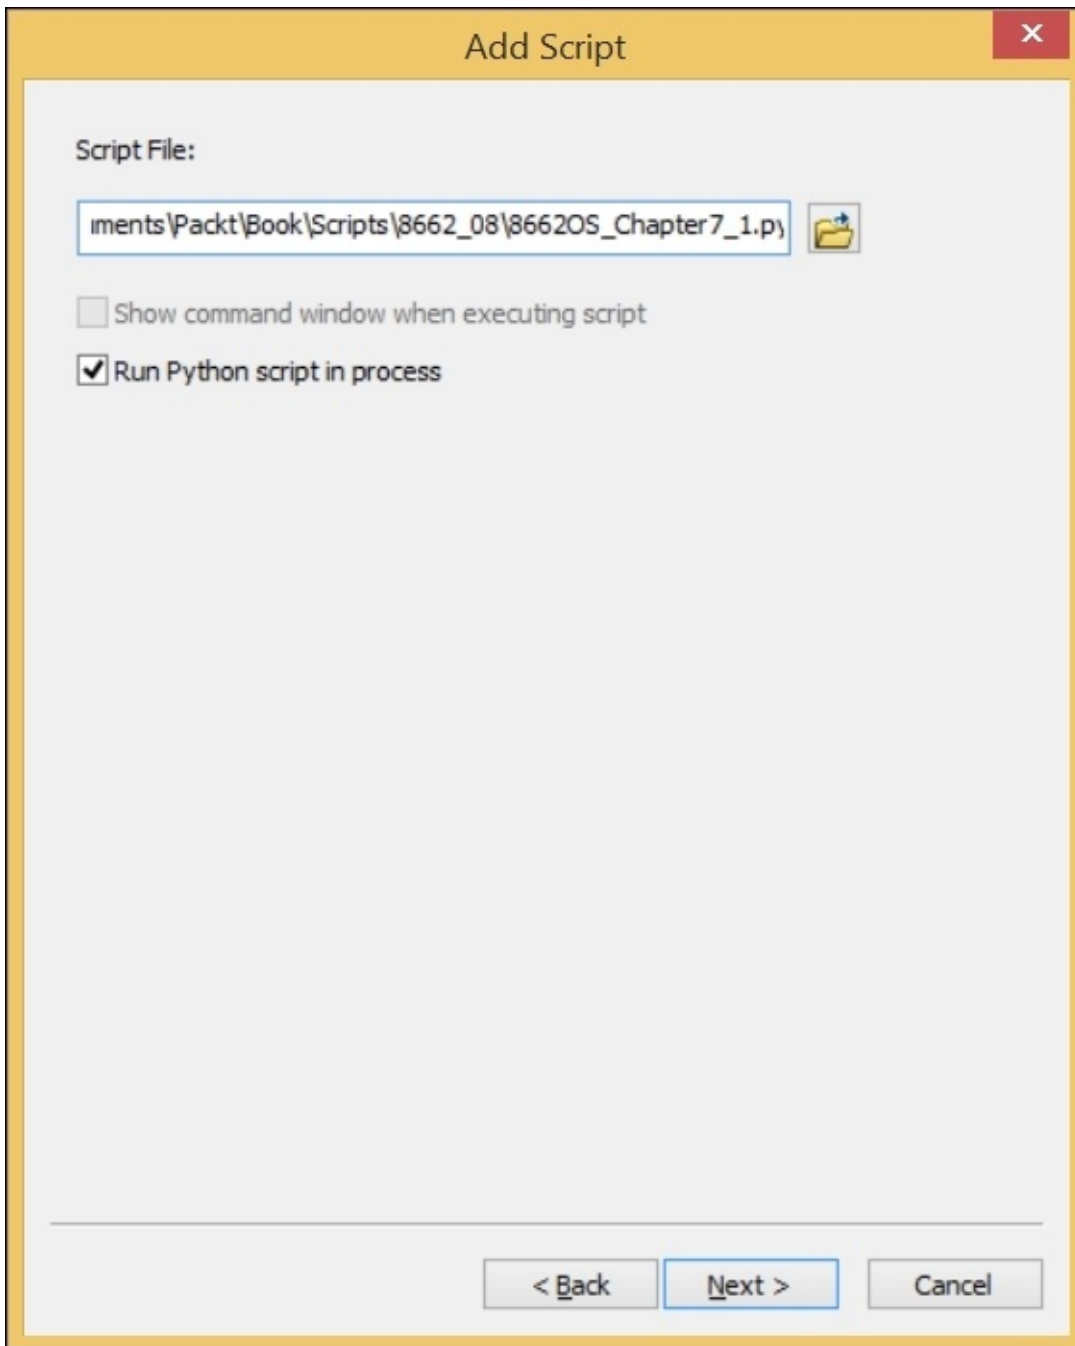 Add Script
Script File:
ments\Packt\Book\Scripts\8662_08\8662OS_Chapter7_1.py
Show command window when executing script
Run Python script in process
< Back
Next >
Cancel